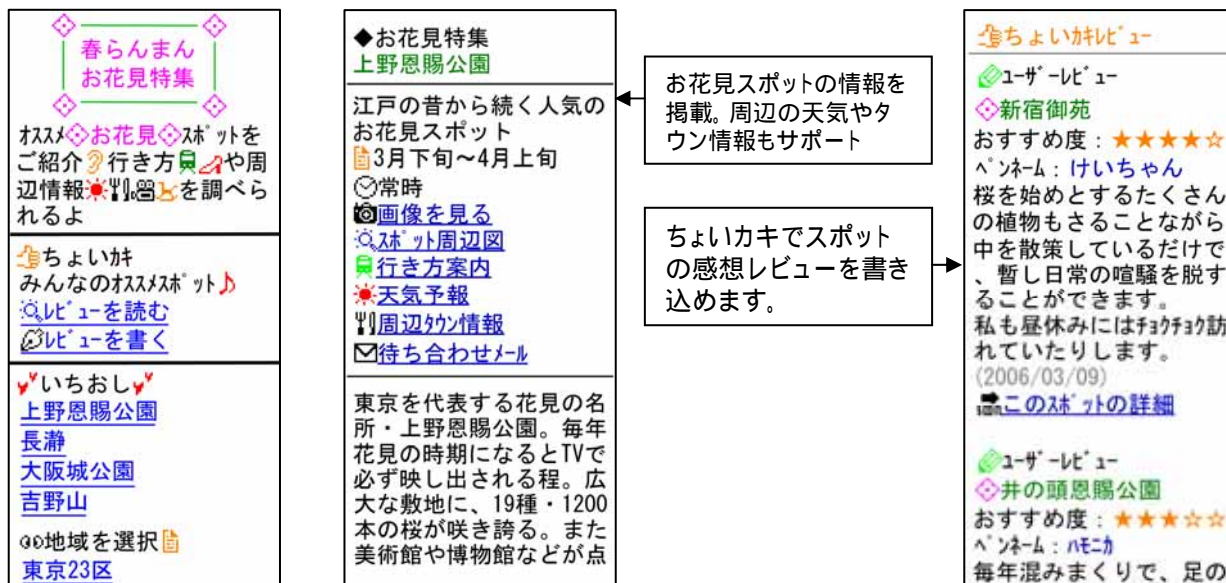 春らんまん
お花見特集
ｵｽｽﾒお花見ｽﾎﾟｯﾄを
ご紹介行き方や周
辺情報を調べら
れるよ
ちょいｶｷ
みんなのｵｽｽﾒｽﾎﾟｯﾄ♪
ﾚﾋﾞｭｰを読む
ﾚﾋﾞｭｰを書く
いちおし
上野恩賜公園
長瀞
大阪城公園
吉野山
地域を選択
東京23区
◆お花見特集
上野恩賜公園
江戸の昔から続く人気の
お花見スポット
3月下旬～4月上旬
常時
画像を見る
ｽﾎﾟｯﾄ周辺図
行き方案内
天気予報
周辺ﾀｳﾝ情報
待ち合わせﾒｰﾙ
東京を代表する花見の名
所・上野恩賜公園。毎年
花見の時期になるとTVで
必ず映し出される程。広
大な敷地に、19種・1200
本の桜が咲き誇る。また
美術館や博物館などが点
お花見スポットの情報を
掲載。周辺の天気やタ
ウン情報もサポート
ちょいカキでスポット
の感想レビューを書き
込めます。
ちょいｶｷﾚﾋﾞｭｰ
ﾕｰｻﾞｰﾚﾋﾞｭｰ
新宿御苑
おすすめ度：★★★★☆
ﾍﾟﾝﾈｰﾑ：けいちゃん
桜を始めとするたくさん
の植物もさることながら
中を散策しているだけで
、暫し日常の喧騒を脱す
ることができます。
私も昼休みにはﾁｮｸﾁｮｸ訪
れていたりします。
(2006/03/09)
このｽﾎﾟｯﾄの詳細
ﾕｰｻﾞｰﾚﾋﾞｭｰ
井の頭恩賜公園
おすすめ度：★★★☆☆
ﾍﾟﾝﾈｰﾑ：ﾊﾓﾆｶ
毎年混みまくりで、足の